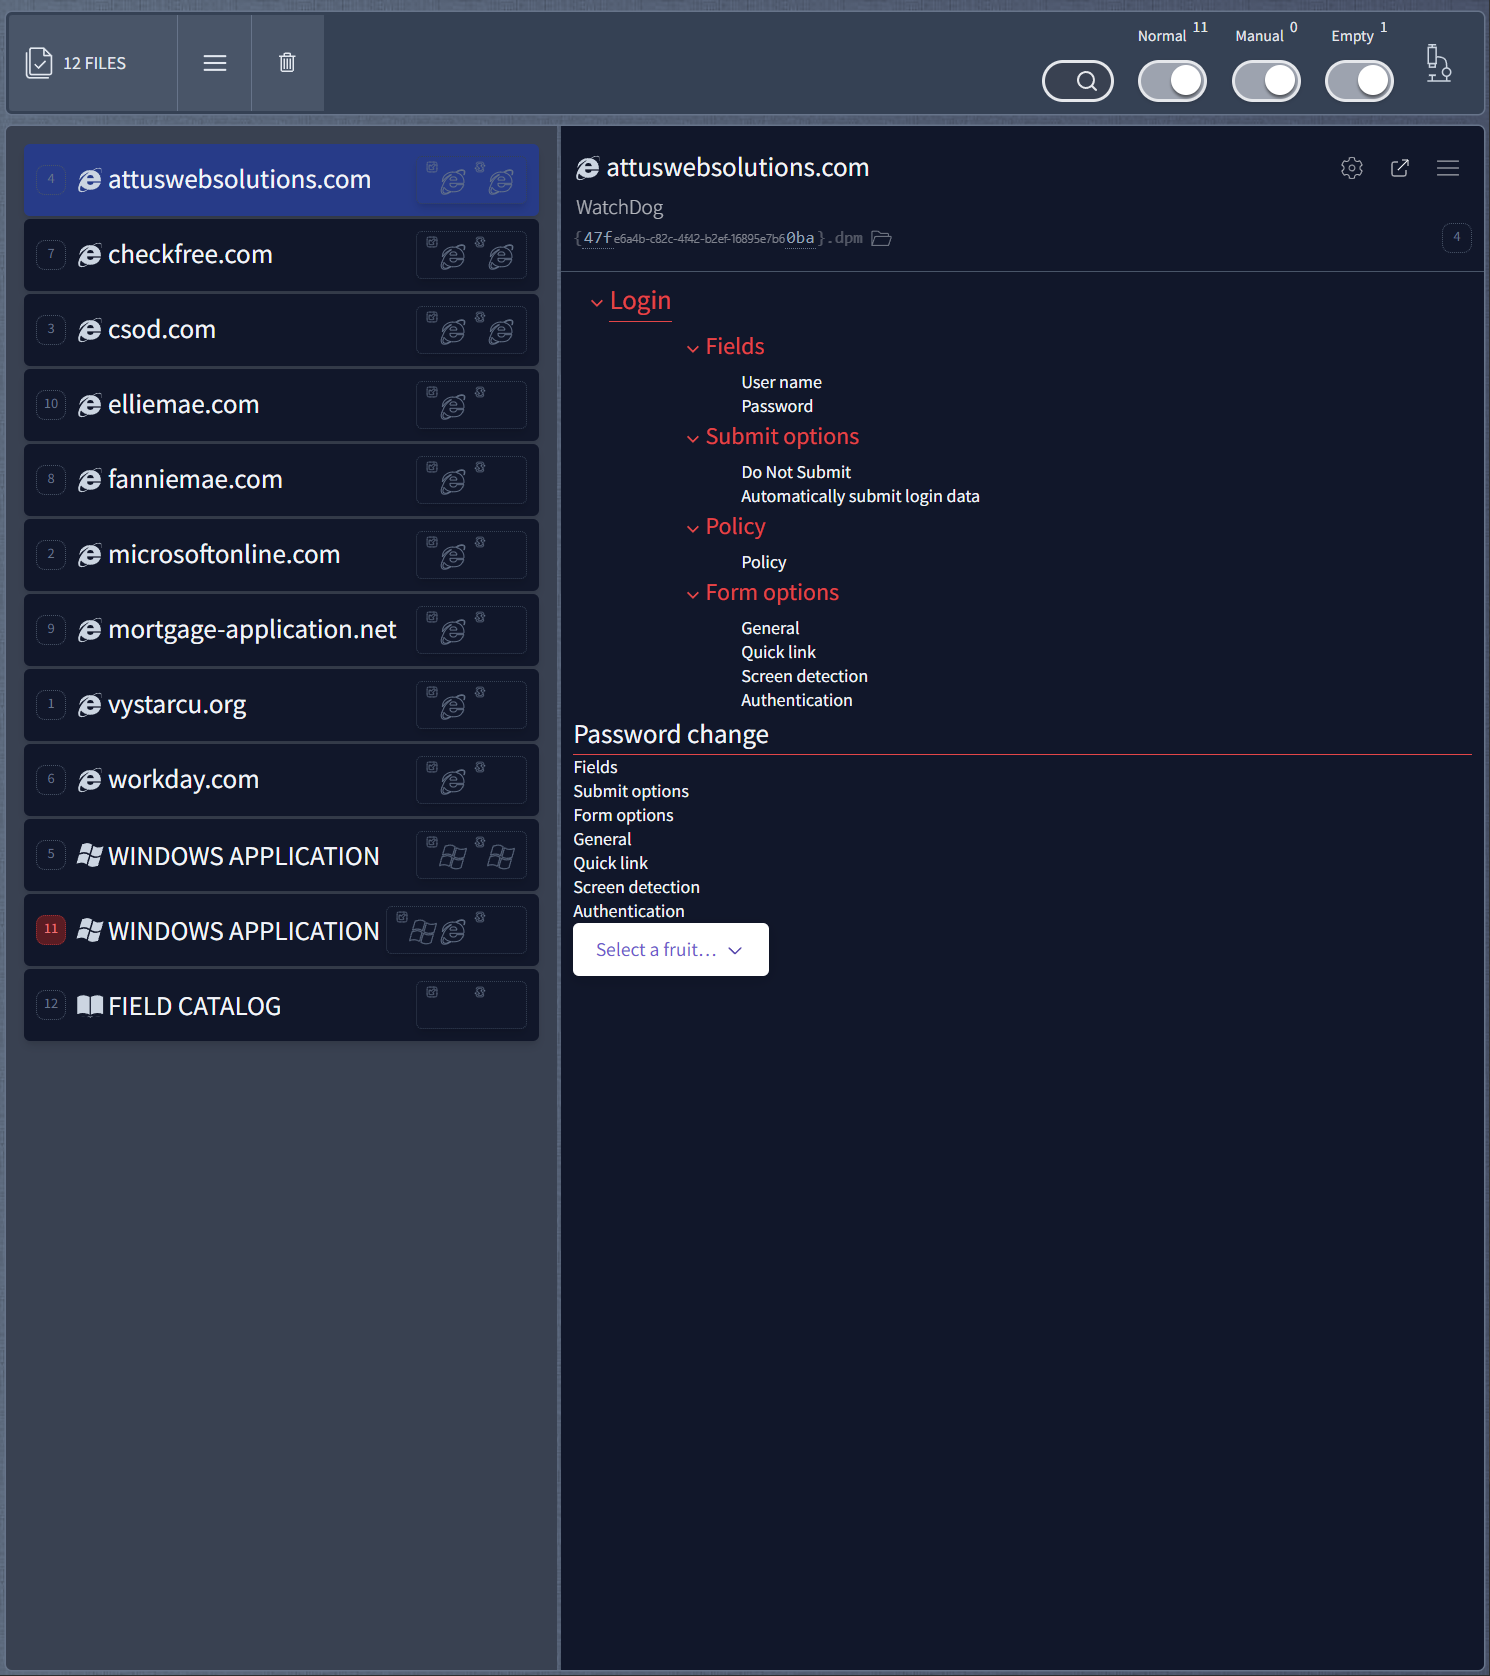 12 FILES
Normal 11
Manual 0
Empty 1
4 attuswebsolutions.com
7 checkfree.com
3 csod.com
10 elliemae.com
8 fanniemae.com
2 microsoftonline.com
9 mortgage-application.net
1 vystarcu.org
6 workday.com
5 WINDOWS APPLICATION
11 WINDOWS APPLICATION
12 FIELD CATALOG
attuswebsolutions.com
WatchDog
{47fe6a4b-c82c-4f42-b2ef-16895e7b60ba}.dpm
4
Login
Fields
User name
Password
Submit options
Do Not Submit
Automatically submit login data
Policy
Policy
Form options
General
Quick link
Screen detection
Authentication
Password change
Fields
Submit options
Form options
General
Quick link
Screen detection
Authentication
Select a fruit…